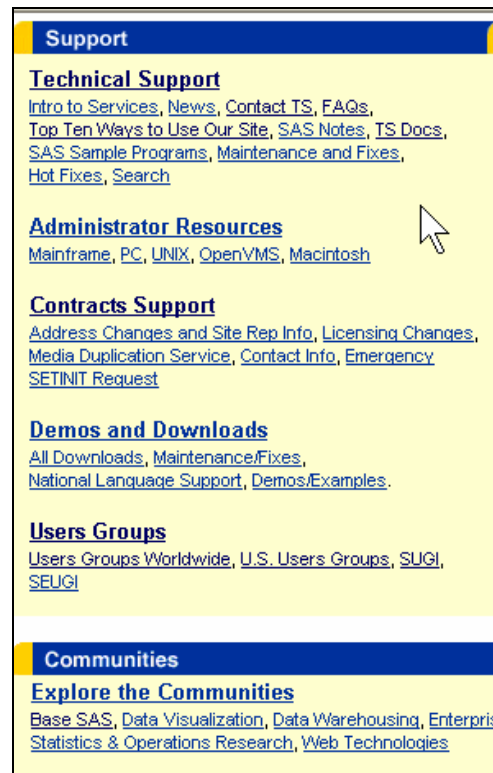 Support
Technical Support
Intro to Services, News, Contact TS, FAQs,
Top Ten Ways to Use Our Site, SAS Notes, TS Docs,
SAS Sample Programs, Maintenance and Fixes,
Hot Fixes, Search
Administrator Resources
Mainframe, PC, UNIX, OpenVMS, Macintosh
Contracts Support
Address Changes and Site Rep Info, Licensing Changes,
Media Duplication Service, Contact Info, Emergency
SETINIT Request
Demos and Downloads
All Downloads, Maintenance/Fixes,
National Language Support, Demos/Examples.
Users Groups
Users Groups Worldwide, U.S. Users Groups, SUGI,
SEUGI
Communities
Explore the Communities
Base SAS, Data Visualization, Data Warehousing, Enterpris
Statistics & Operations Research, Web Technologies